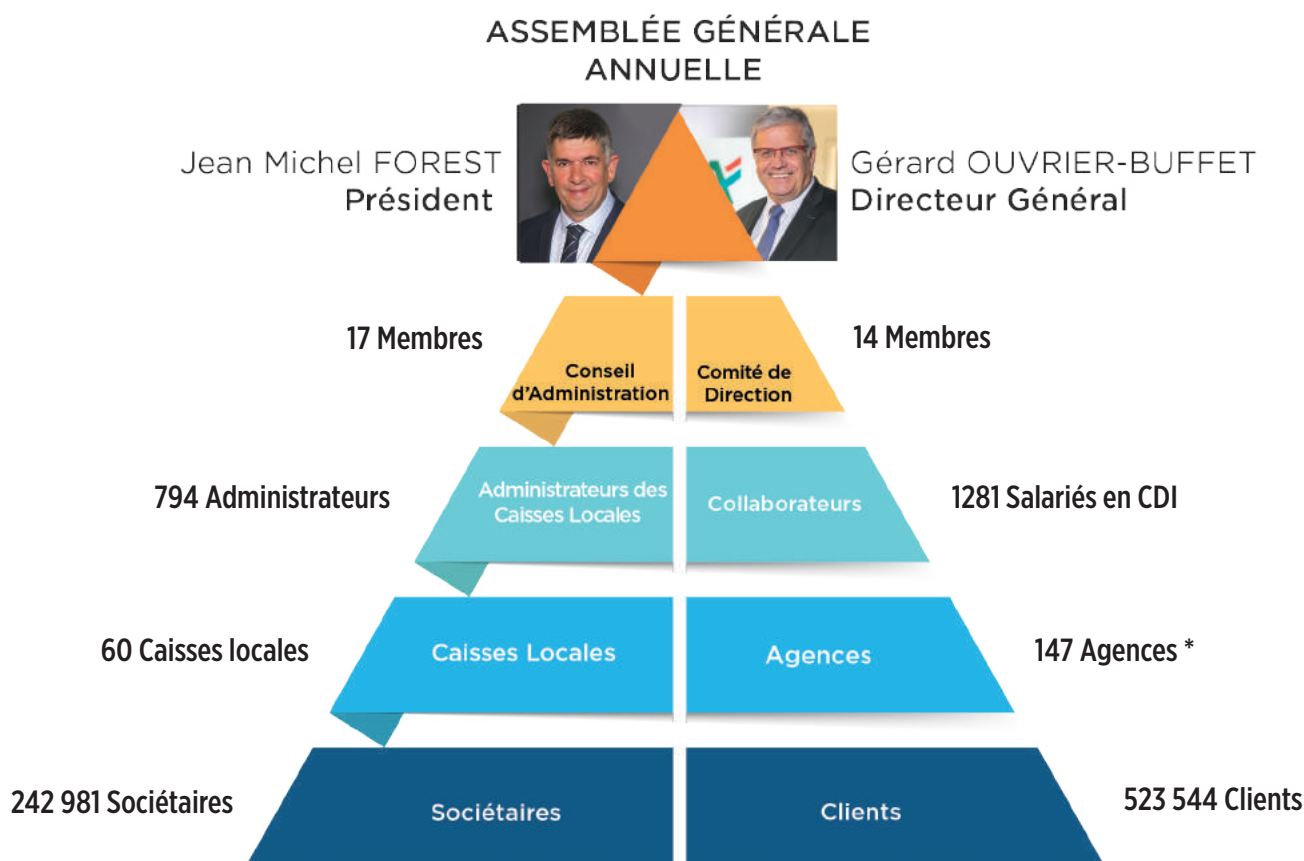 ASSEMBLÉE GÉNÉRALE
ANNUELLE
Jean Michel FOREST
Président
Gérard OUVRIER-BUFFET
Directeur Général
17 Membres
Conseil
d'Administration
Comité de
Direction
14 Membres
794 Administrateurs
Administrateurs des
Caisses Locales
Collaborateurs
1281 Salariés en CDI
60 Caisses locales
Caisses Locales
Agences
147 Agences *
242 981 Sociétaires
Sociétaires
Clients
523 544 Clients